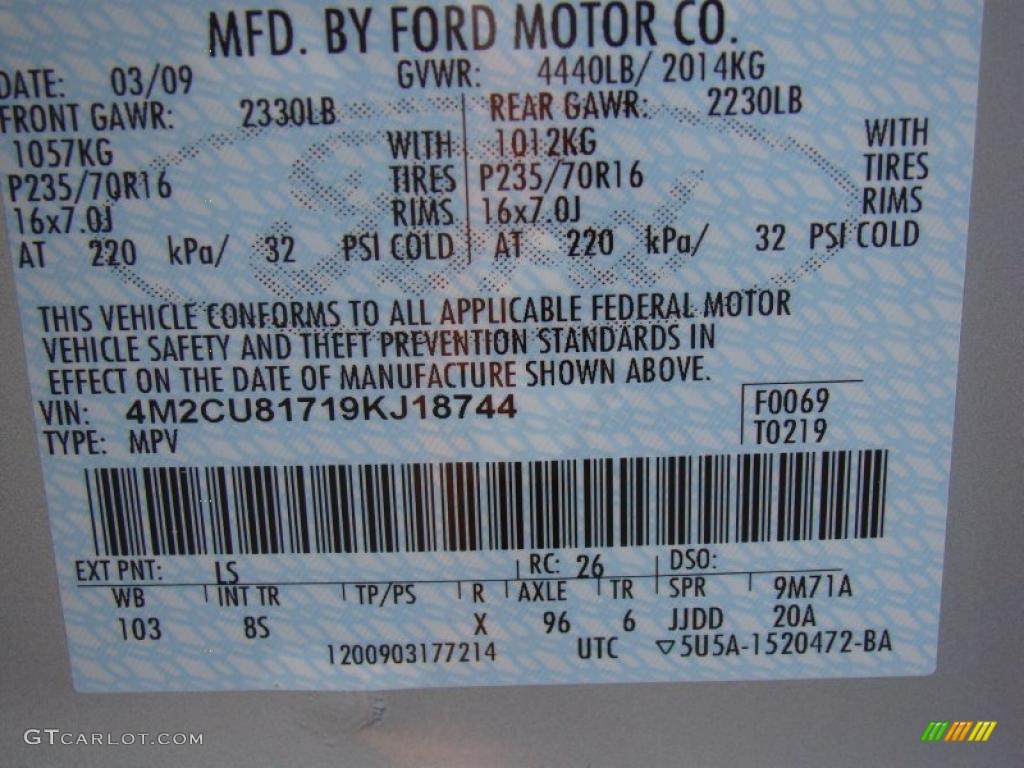 MFD. BY FORD MOTOR CO.
DATE: 03/09 GVWR: 4440LB/ 2014KG
FRONT GAWR: 2330LB REAR GAWR: 2230LB
1057KG WITH 1012KG WITH
P235/70R16 TIRES P235/70R16 TIRES
16x7.0J RIMS 16x7.0J RIMS
AT 220 kPa/ 32 PSI COLD AT 220 kPa/ 32 PSI COLD
THIS VEHICLE CONFORMS TO ALL APPLICABLE FEDERAL MOTOR
VEHICLE SAFETY AND THEFT PREVENTION STANDARDS IN
EFFECT ON THE DATE OF MANUFACTURE SHOWN ABOVE.
VIN: 4M2CU81719KJ18744 F0069
TYPE: MPV T0219
EXT PNT: LS RC: 26 DSO:
WB INT TR TP/PS R AXLE TR SPR 9M71A
103 8S X 96 6 JJDD 20A
1200903177214 UTC ▽5U5A-1520472-BA
GTCARLOT.COM